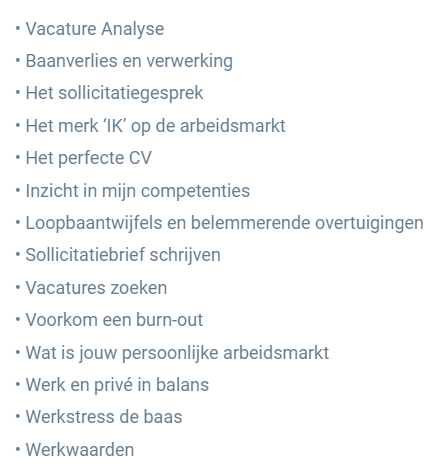 • Vacature Analyse
• Baanverlies en verwerking
• Het sollicitatiegesprek
• Het merk ‘IK’ op de arbeidsmarkt
• Het perfecte CV
• Inzicht in mijn competenties
• Loopbaantwijfels en belemmerende overtuigingen
• Sollicitatiebrief schrijven
• Vacatures zoeken
• Voorkom een burn-out
• Wat is jouw persoonlijke arbeidsmarkt
• Werk en privé in balans
• Werkstress de baas
• Werkwaarden